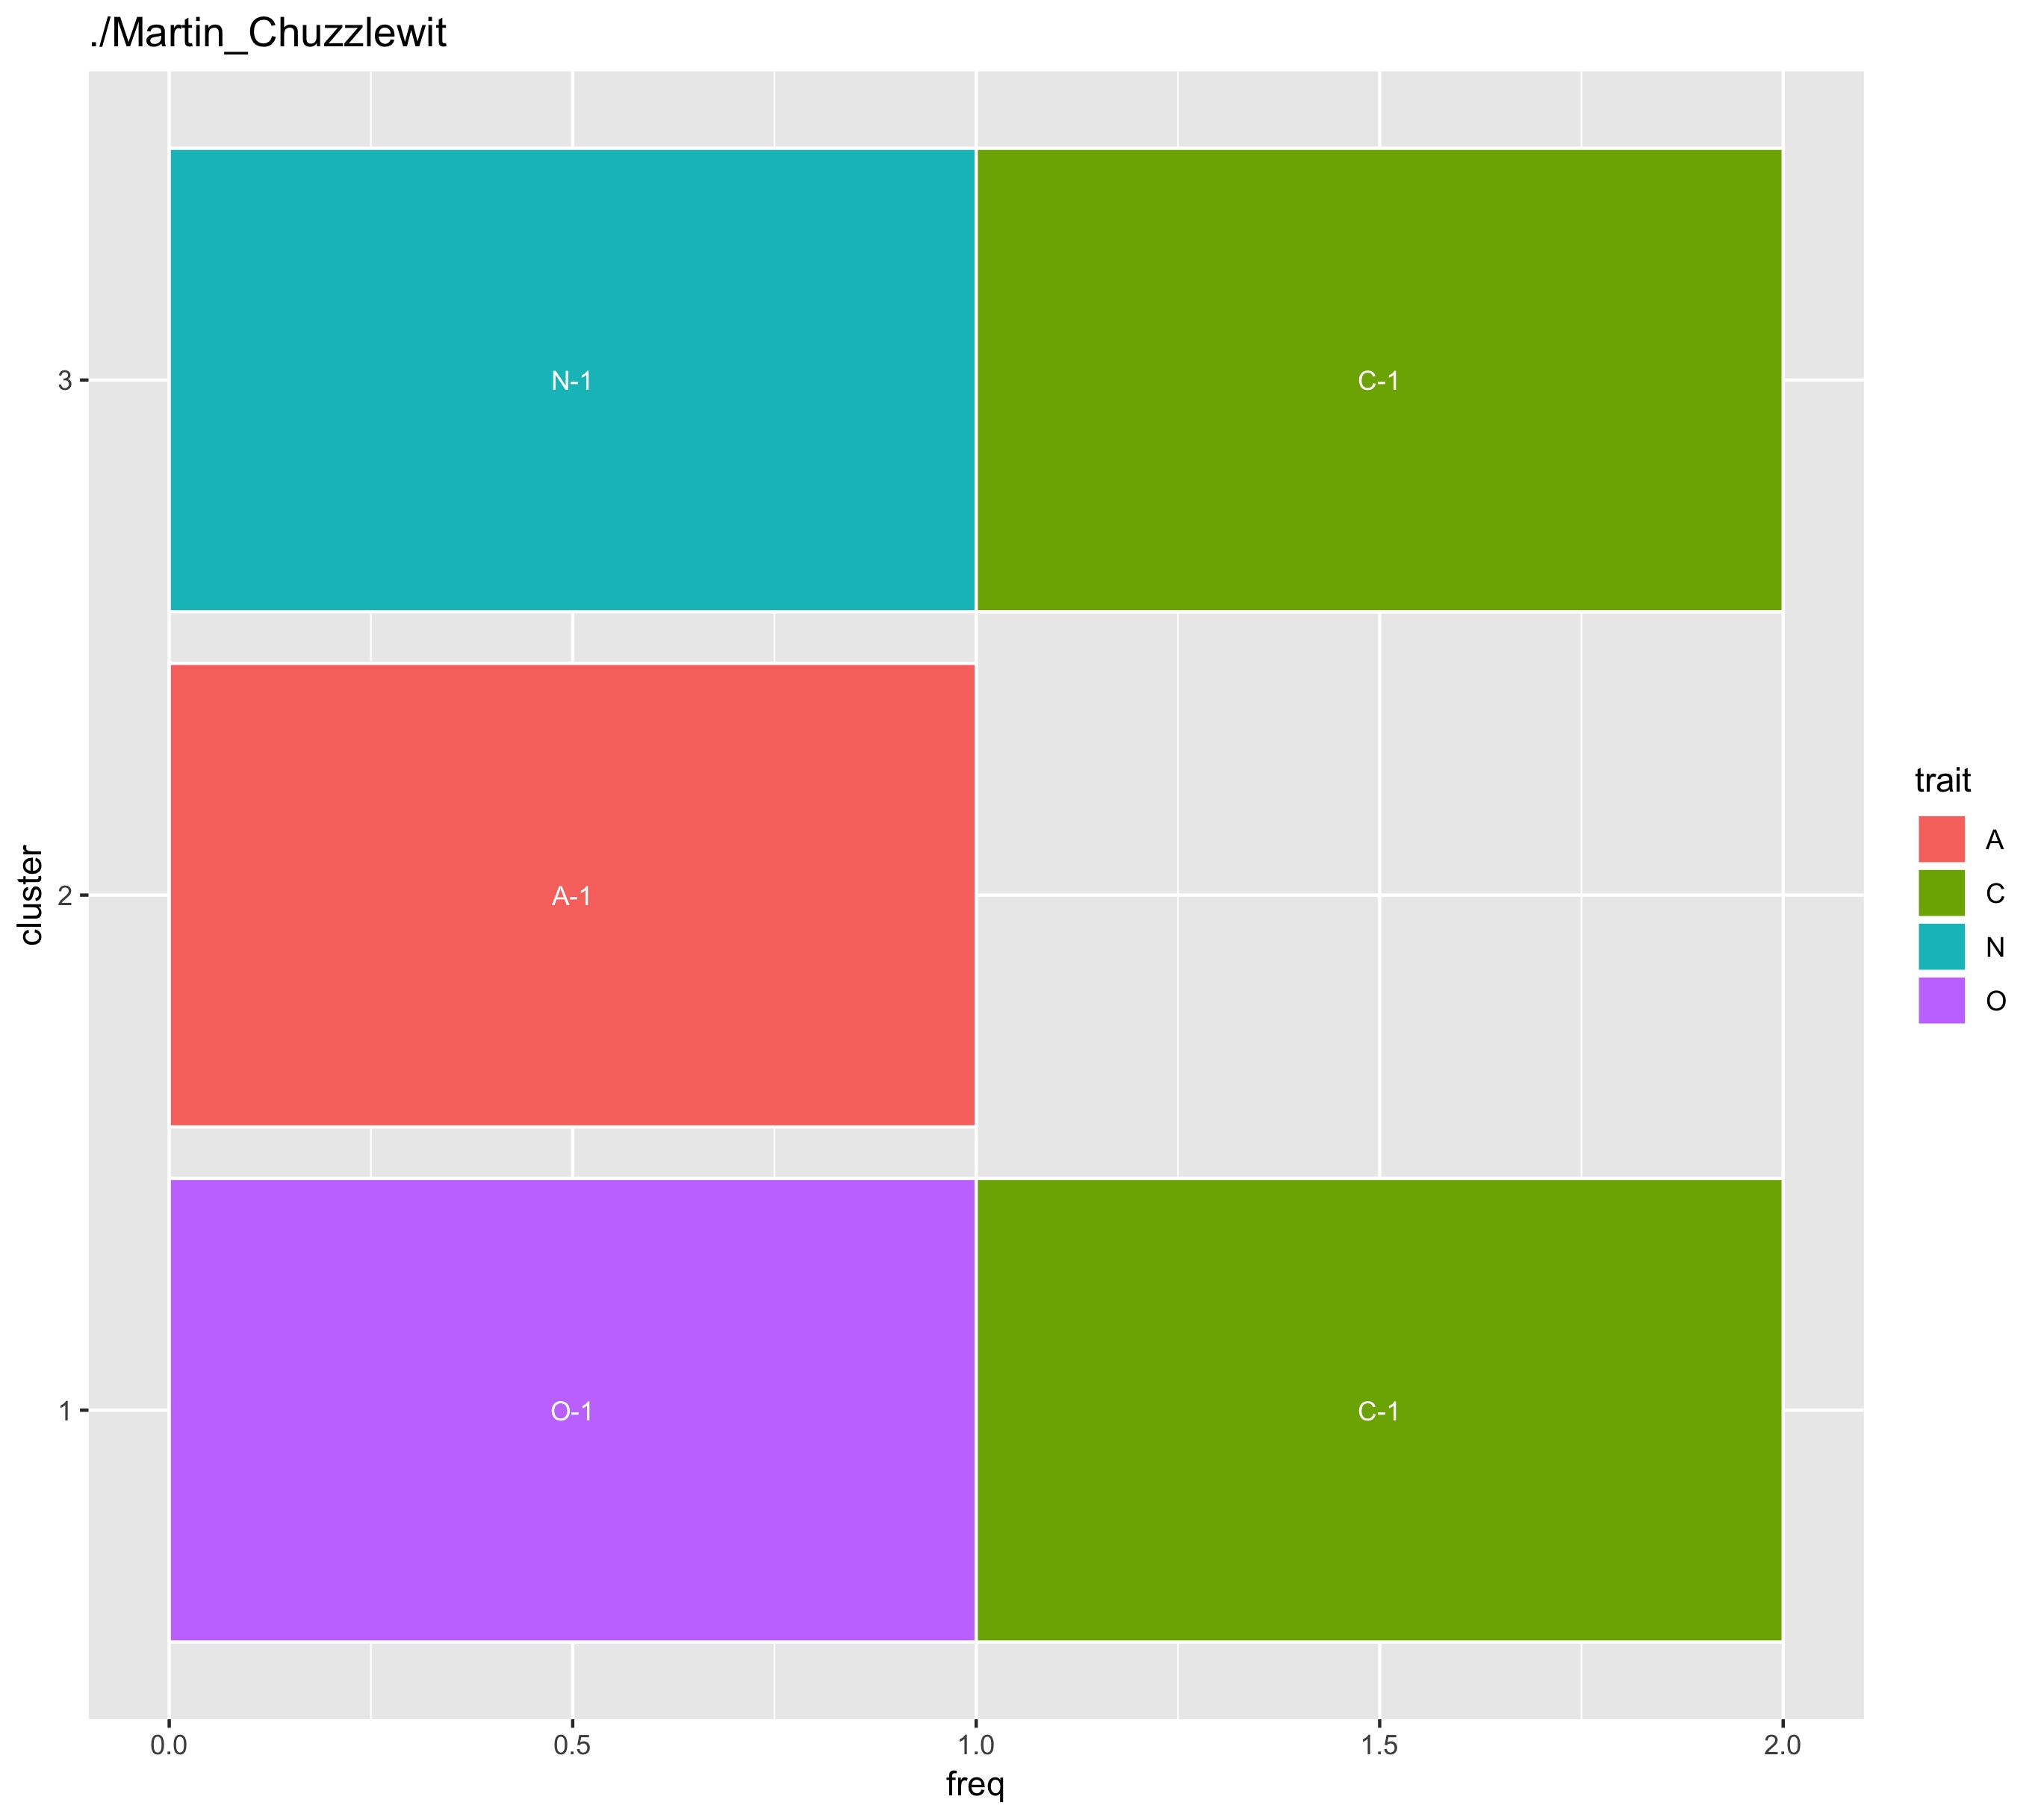 ./Martin_Chuzzlewit
3
N-1
C-1
2
A-1
1
O-1
C-1
cluster
0.0
0.5
1.0
1.5
2.0
freq
trait
A
C
N
O